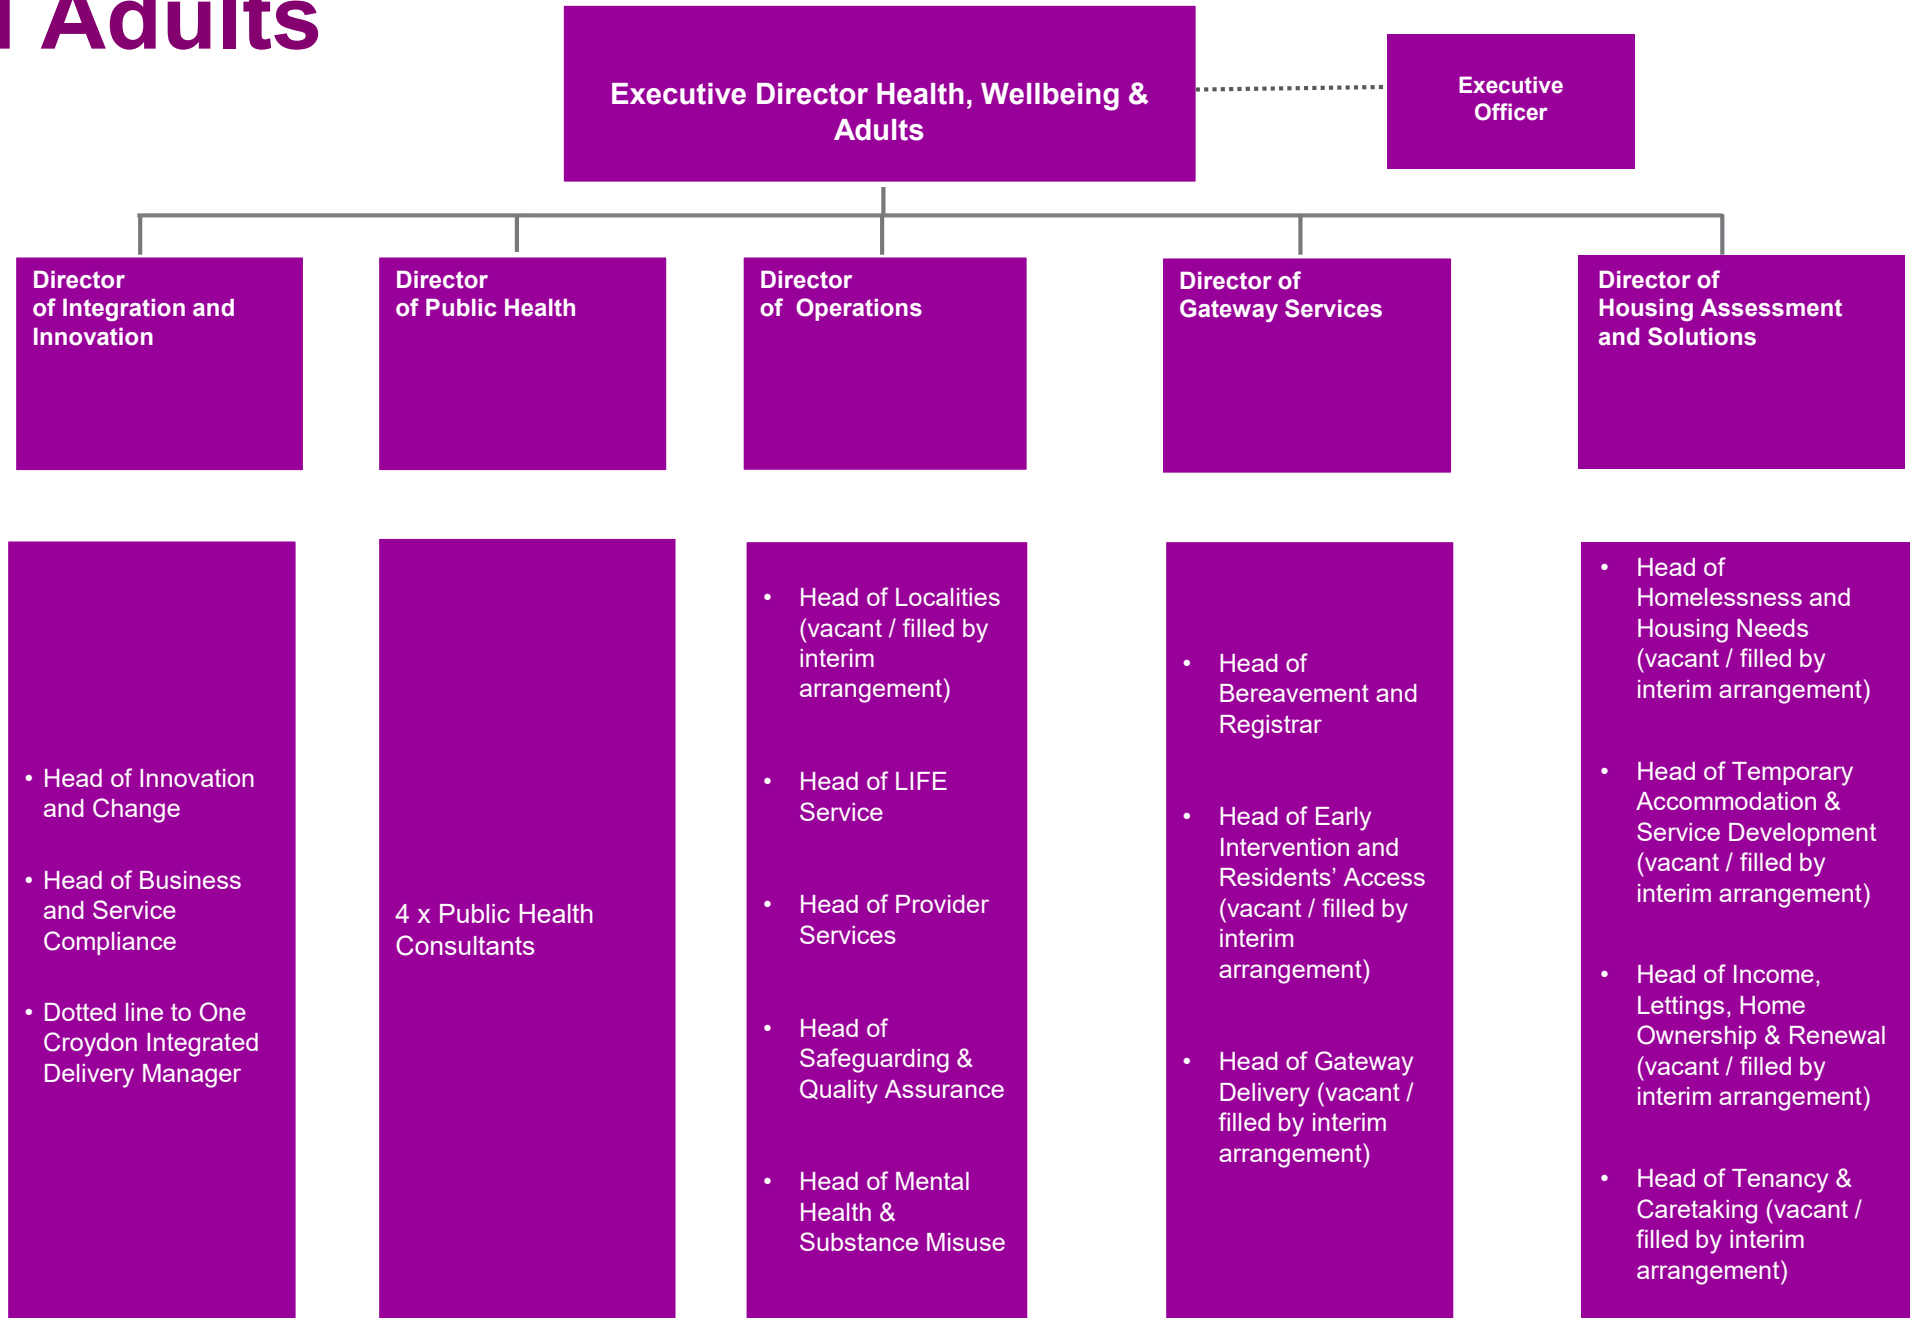 Adults
Executive Director Health, Wellbeing &
Adults
Executive
Officer
Director
of Integration and
Innovation
Director
of Public Health
Director
of  Operations
Director of
Gateway Services
Director of
Housing Assessment
and Solutions
• Head of Innovation
and Change
• Head of Business
and Service
Compliance
• Dotted line to One
Croydon Integrated
Delivery Manager
4 x Public Health
Consultants
• Head of Localities
(vacant / filled by
interim
arrangement)
• Head of LIFE
Service
• Head of Provider
Services
• Head of
Safeguarding &
Quality Assurance
• Head of Mental
Health &
Substance Misuse
• Head of
Bereavement and
Registrar
• Head of Early
Intervention and
Residents’ Access
(vacant / filled by
interim
arrangement)
• Head of Gateway
Delivery (vacant /
filled by interim
arrangement)
• Head of
Homelessness and
Housing Needs
(vacant / filled by
interim arrangement)
• Head of Temporary
Accommodation &
Service Development
(vacant / filled by
interim arrangement)
• Head of Income,
Lettings, Home
Ownership & Renewal
(vacant / filled by
interim arrangement)
• Head of Tenancy &
Caretaking (vacant /
filled by interim
arrangement)